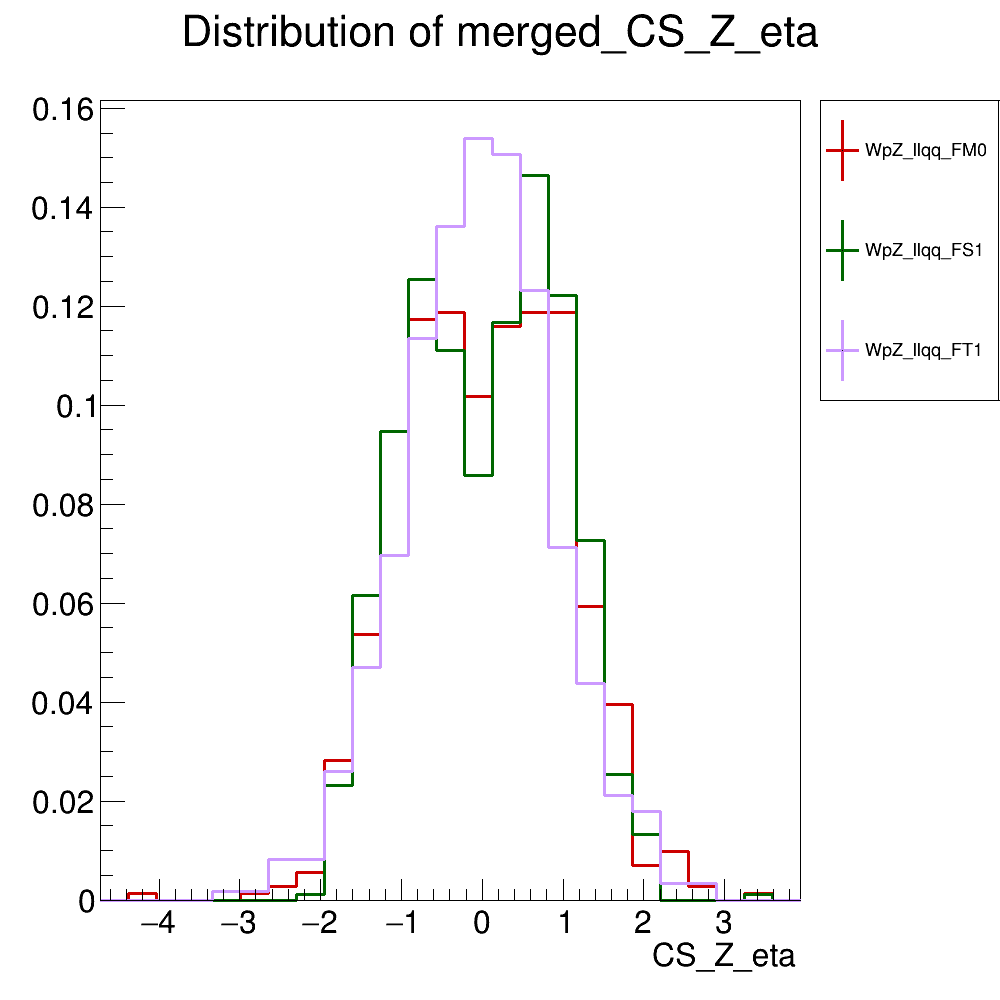 Distribution of merged_CS_Z_eta
0.16
0.14
0.12
0.1
0.08
0.06
0.04
0.02
0
−4 −3 −2 −1 0 1 2 3
CS_Z_eta
WpZ_llqq_FM0
WpZ_llqq_FS1
WpZ_llqq_FT1